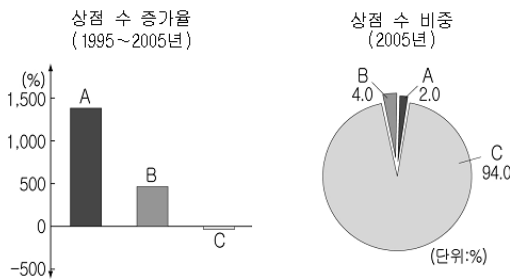 상점 수 증가율
(1995～2005년)
(%)
1,500
1,000
500
0
-500
A
B
C
상점 수 비중
(2005년)
B
4.0
A
2.0
C
94.0
(단위:%)